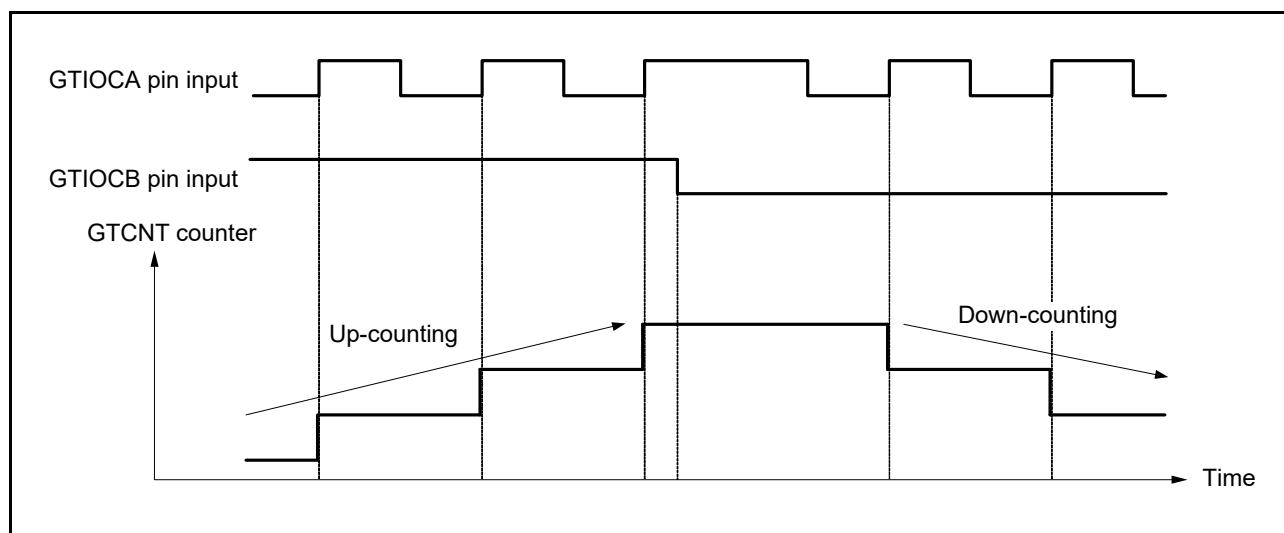 GTIOCA pin input
GTIOCB pin input
GTCNT counter
Up-counting
Down-counting
Time